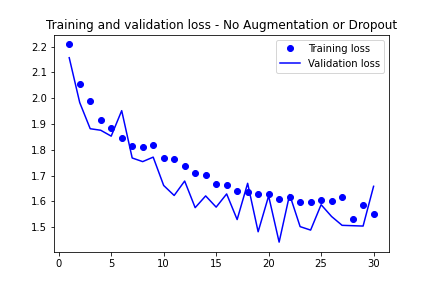 Training and validation loss - No Augmentation or Dropout
Training loss
Validation loss
2.2
2.1
2.0
1.9
1.8
1.7
1.6
1.5
0 5 10 15 20 25 30